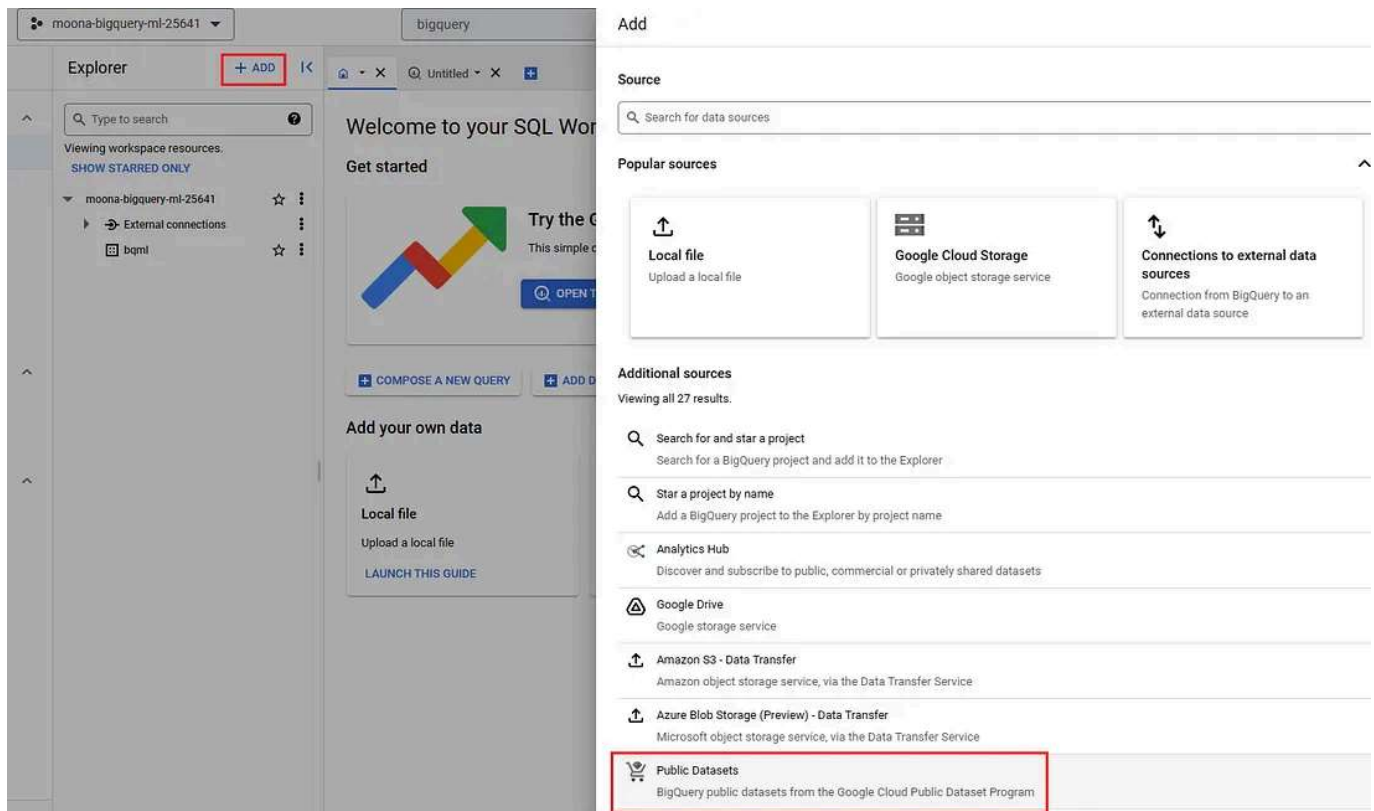 moona-bigquery-ml-25641
bigquery
Explorer
+ ADD
Untitled
Type to search
Viewing workspace resources.
SHOW STARRED ONLY
moona-bigquery-ml-25641
External connections
bqml
Welcome to your SQL Wor
Get started
Try the G
This simple c
OPEN T
COMPOSE A NEW QUERY
ADD D
Add your own data
Local file
Upload a local file
LAUNCH THIS GUIDE
Add
Source
Search for data sources
Popular sources
Local file
Upload a local file
Google Cloud Storage
Google object storage service
Connections to external data
sources
Connection from BigQuery to an
external data source
Additional sources
Viewing all 27 results.
Search for and star a project
Search for a BigQuery project and add it to the Explorer
Star a project by name
Add a BigQuery project to the Explorer by project name
Analytics Hub
Discover and subscribe to public, commercial or privately shared datasets
Google Drive
Google storage service
Amazon S3 - Data Transfer
Amazon object storage service, via the Data Transfer Service
Azure Blob Storage (Preview) - Data Transfer
Microsoft object storage service, via the Data Transfer Service
Public Datasets
BigQuery public datasets from the Google Cloud Public Dataset Program